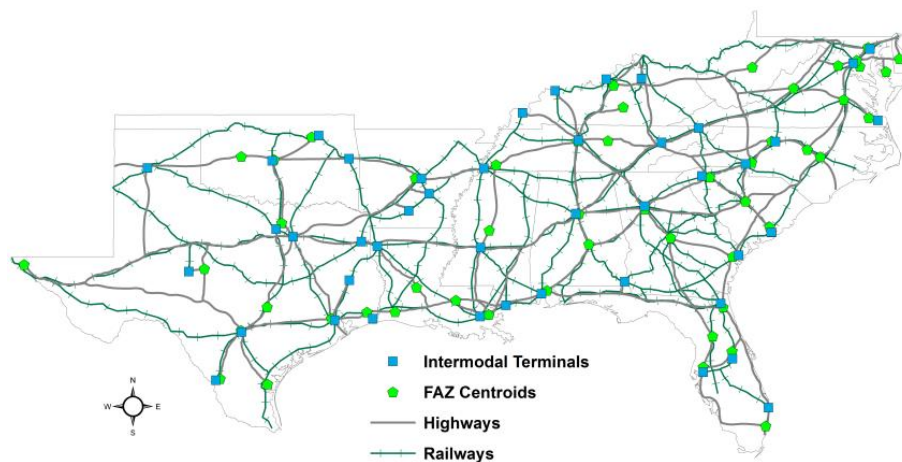 Intermodal Terminals
FAZ Centroids
Highways
Railways
N
W E
S